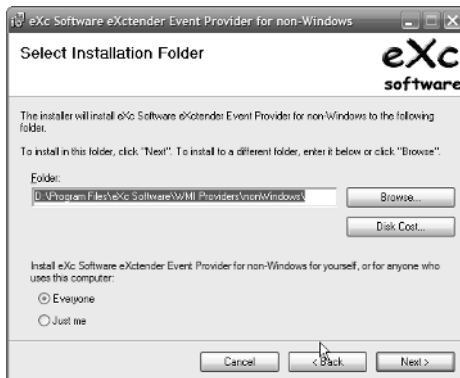 eXc Software eXctender Event Provider for non-Windows
Select Installation Folder
eXc
software
The installer will install eXc Software eXctender Event Provider for non-Windows to the following
folder.
To install in this folder, click "Next". To install to a different folder, enter it below or click "Browse".
Folder:
D:\Program Files\eXc Software\WMI Providers\nonWindows\
Browse...
Disk Cost...
Install eXc Software eXctender Event Provider for non-Windows for yourself, or for anyone who
uses this computer:
Everyone
Just me
Cancel
< Back
Next >